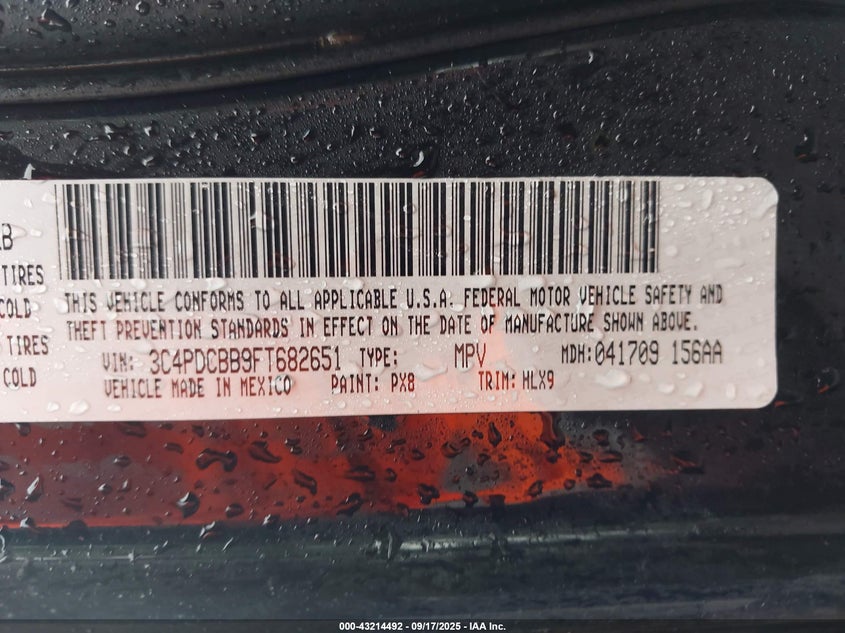 RB
TIRES
COLD
THIS VEHICLE CONFORMS TO ALL APPLICABLE U.S.A. FEDERAL MOTOR VEHICLE SAFETY AND
THEFT PREVENTION STANDARDS IN EFFECT ON THE DATE OF MANUFACTURE SHOWN ABOVE.
TIRES
COLD
VIN: 3C4PDCBB9FT682651 TYPE: MPV MDH:041709 156AA
VEHICLE MADE IN MEXICO PAINT: PX8 TRIM: HLX9
000-43214492 - 09/17/2025 - IAA Inc.